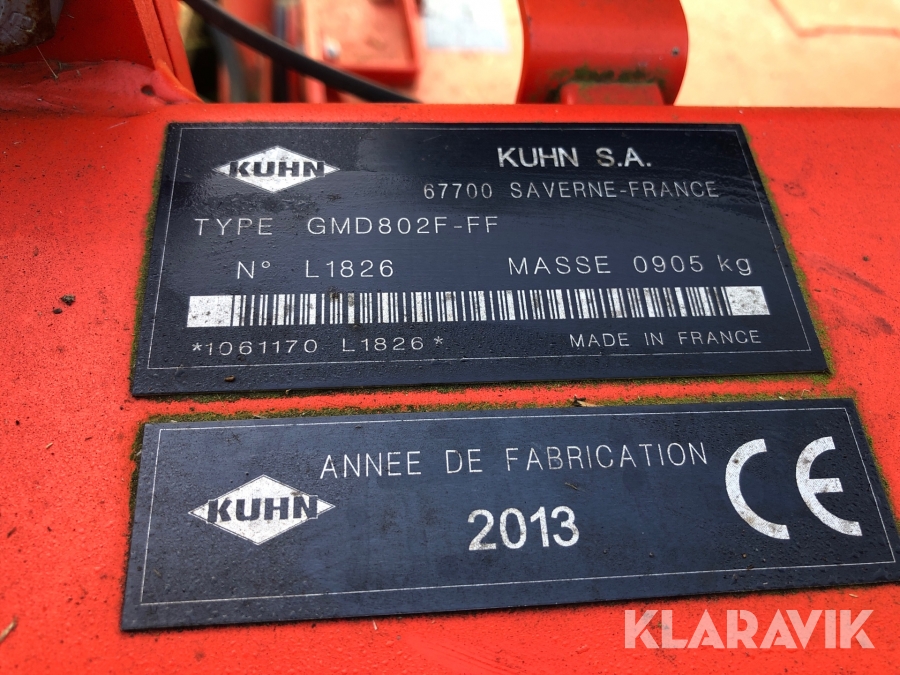 KUHN
KUHN S.A.
67700 SAVERNE-FRANCE
TYPE GMD802F-FF
N° L1826 MASSE 0905 kg
*1061170 L1826*
MADE IN FRANCE
KUHN
ANNEE DE FABRICATION
2013
CE
KLARAVIK